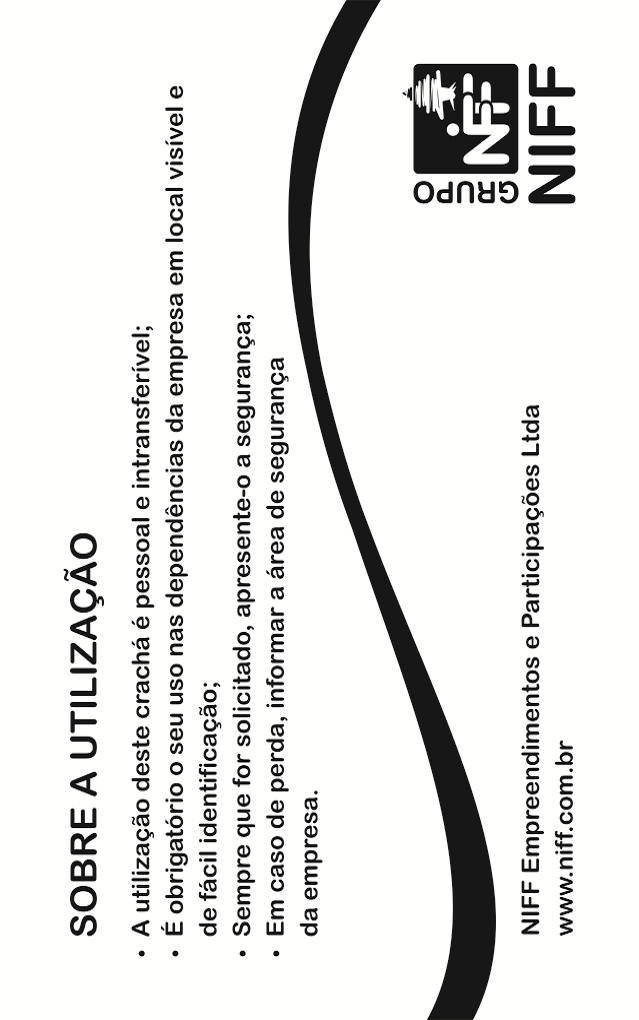 SOBRE A UTILIZAÇÃO
• A utilização deste crachá é pessoal e intransferível;
• É obrigatório o seu uso nas dependências da empresa em local visível e
de fácil identificação;
• Sempre que for solicitado, apresente-o a segurança;
• Em caso de perda, informar a área de segurança
da empresa.
GRUPO
NiFF
NIFF
NIFF Empreendimentos e Participações Ltda
www.niff.com.br